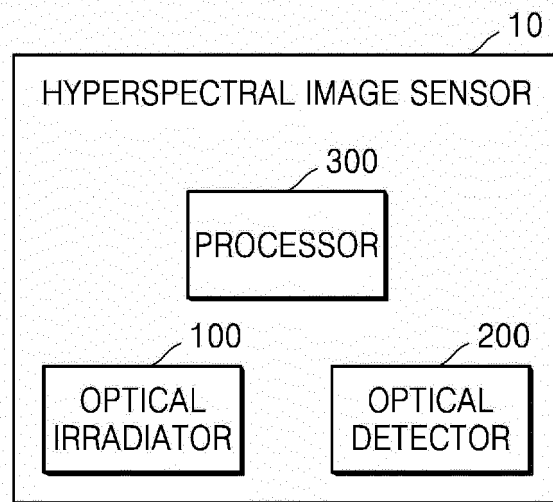 10
HYPERSPECTRAL IMAGE SENSOR
300
PROCESSOR
100
200
OPTICAL
IRRADIATOR
OPTICAL
DETECTOR